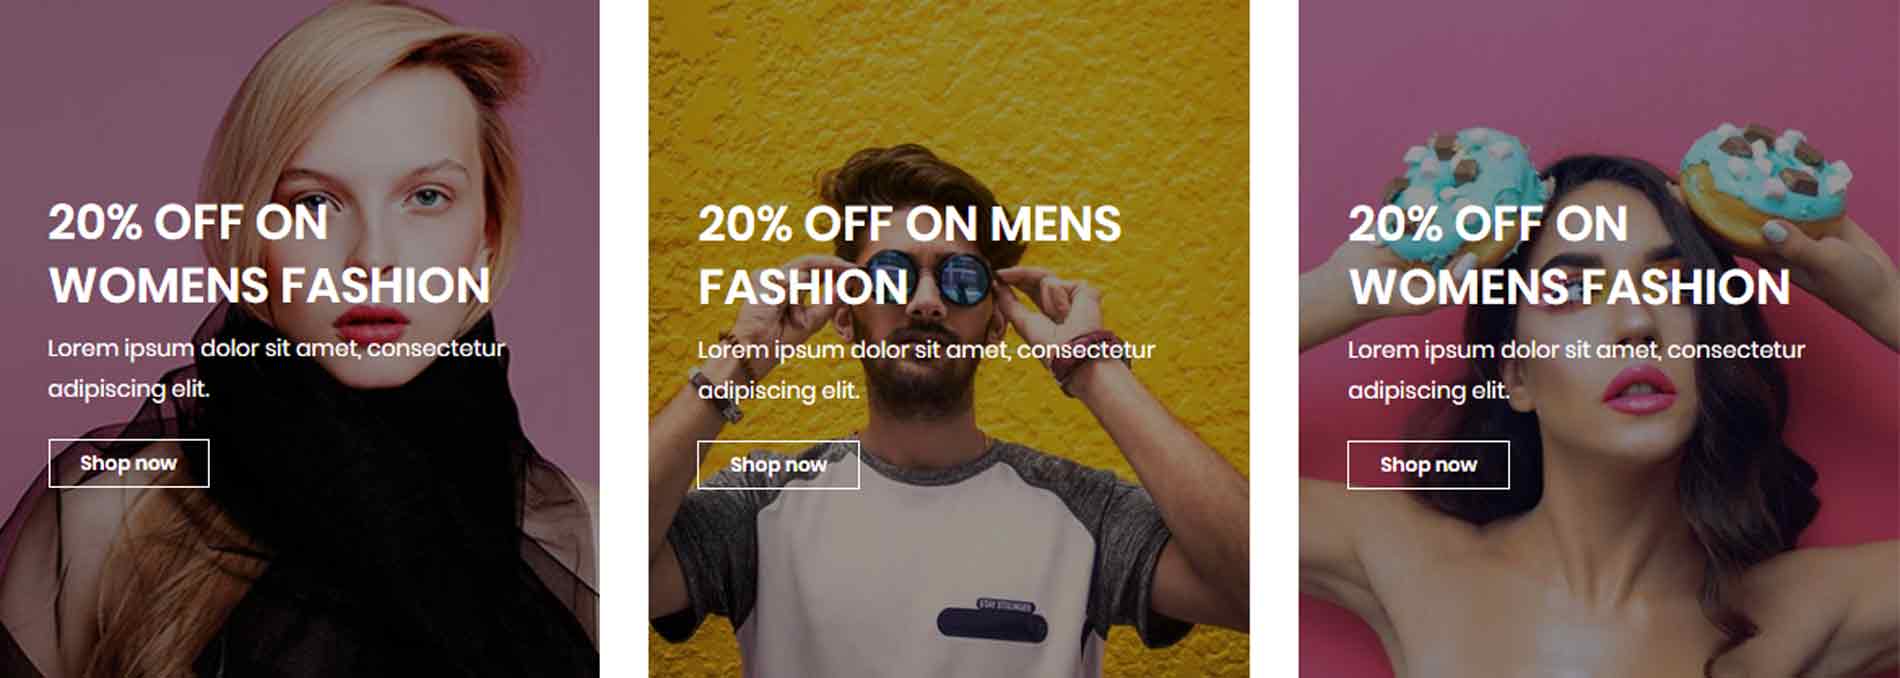 20% OFF ON
WOMENS FASHION
Lorem ipsum dolor sit amet, consectetur
adipiscing elit.
Shop now
20% OFF ON MENS
FASHION
Lorem ipsum dolor sit amet, consectetur
adipiscing elit.
Shop now
20% OFF ON
WOMENS FASHION
Lorem ipsum dolor sit amet, consectetur
adipiscing elit.
Shop now